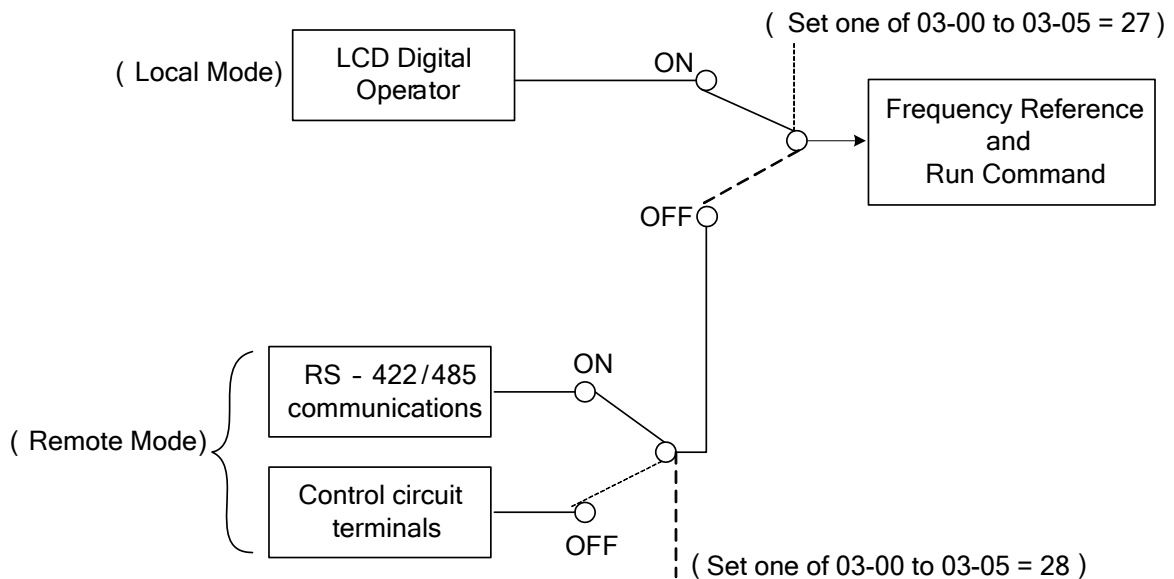 ( Set one of 03-00 to 03-05 = 27 )
( Local Mode)
LCD Digital
Operator
ON
Frequency Reference
and
Run Command
OFF
( Remote Mode)
RS - 422/485
communications
ON
Control circuit
terminals
OFF
( Set one of 03-00 to 03-05 = 28 )